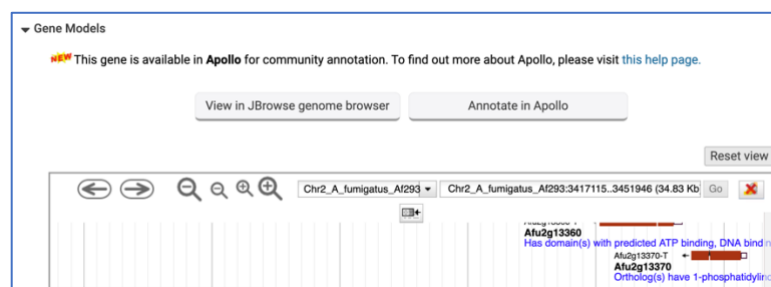 Gene Models
NEW This gene is available in Apollo for community annotation. To find out more about Apollo, please visit this help page.
View in JBrowse genome browser Annotate in Apollo
Reset view
Chr2_A_fumigatus_Af293 Chr2_A_fumigatus_Af293:3417115..3451946 (34.83 Kb Go
Afu2g13360
Has domain(s) with predicted ATP binding, DNA bindin
Afu2g13370-T
Afu2g13370
Ortholog(s) have 1-phosphatidylino